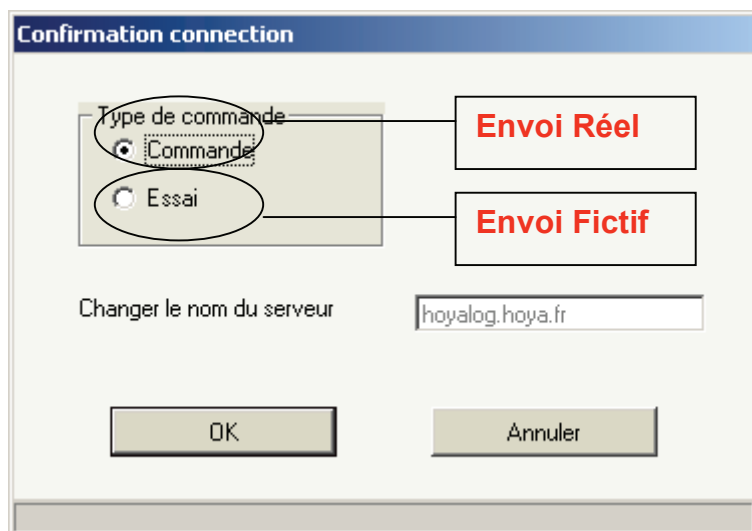 Confirmation connection
Type de commande
Commande
Envoi Réel
Essai
Envoi Fictif
Changer le nom du serveur
hoyalog.hoya.fr
OK
Annuler